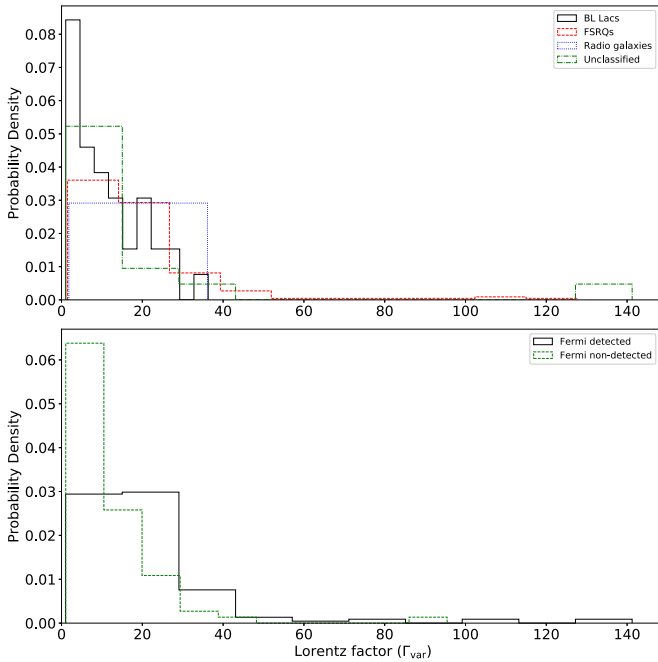 0.08
0.07
0.06
0.05
0.04
0.03
0.02
0.01
0.00
Probability Density
BL Lacs
FSRQs
Radio galaxies
Unclassified
0 20 40 60 80 100 120 140
0.06
0.05
0.04
0.03
0.02
0.01
0.00
Probability Density
Fermi detected
Fermi non-detected
0 20 40 60 80 100 120 140
Lorentz factor (Γvar)